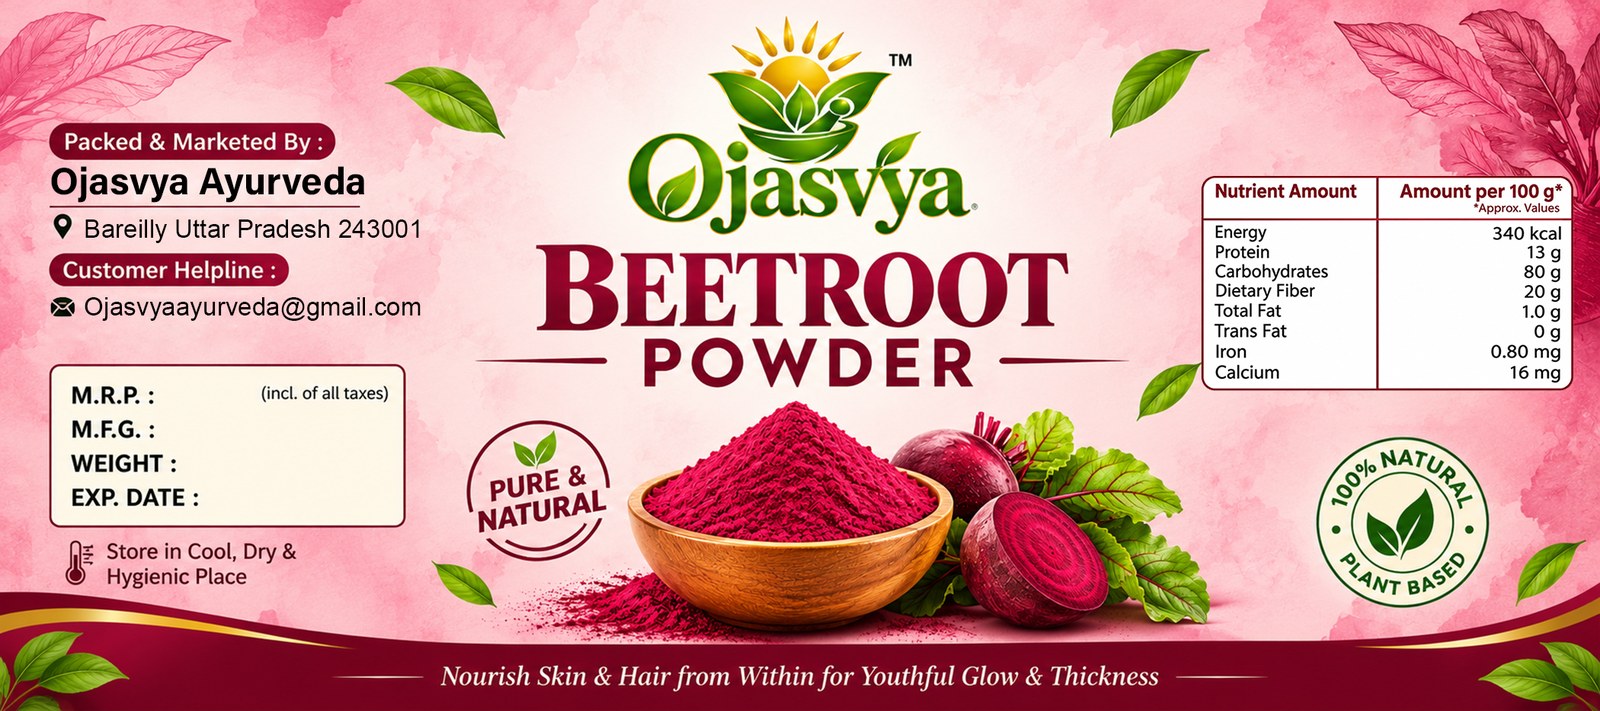 Packed & Marketed By :
Ojasvya Ayurveda
Bareilly Uttar Pradesh 243001
Customer Helpline :
Ojasvyaayurveda@gmail.com
M.R.P. : (incl. of all taxes)
M.F.G. :
WEIGHT :
EXP. DATE :
Store in Cool, Dry &
Hygienic Place
TM
Ojasvya®
BEETROOT
POWDER
PURE &
NATURAL
Nutrient Amount Amount per 100 g*
*Approx. Values
Energy 340 kcal
Protein 13 g
Carbohydrates 80 g
Dietary Fiber 20 g
Total Fat 1.0 g
Trans Fat 0 g
Iron 0.80 mg
Calcium 16 mg
100% NATURAL
PLANT BASED
Nourish Skin & Hair from Within for Youthful Glow & Thickness